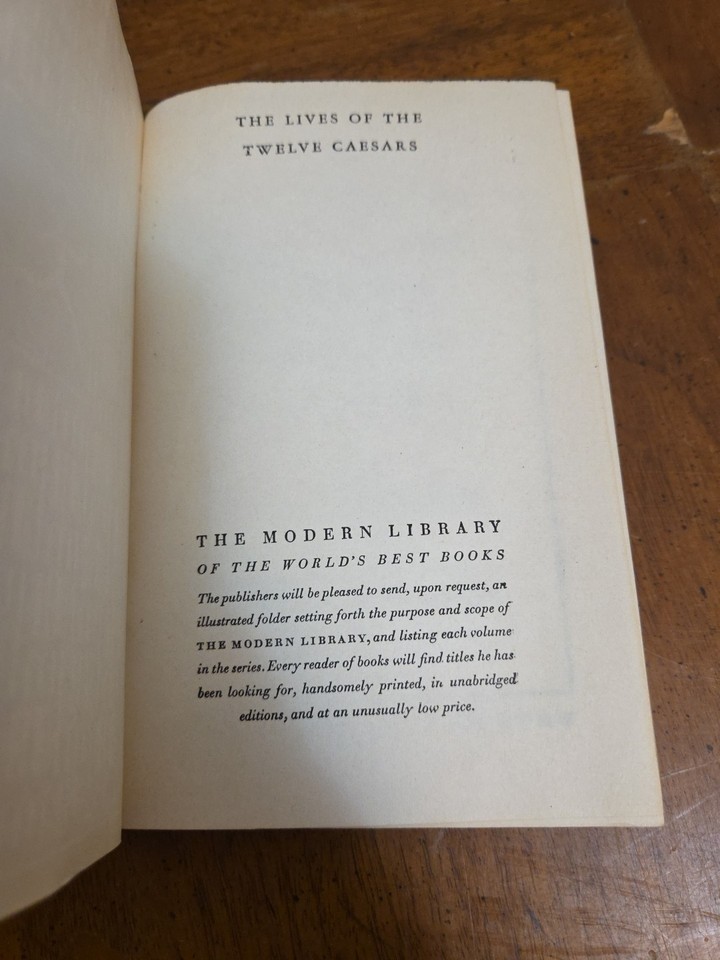 THE LIVES OF THE
TWELVE CAESARS
THE MODERN LIBRARY
OF THE WORLD'S BEST BOOKS
The publishers will be pleased to send, upon request, an
illustrated folder setting forth the purpose and scope of
THE MODERN LIBRARY, and listing each volume
in the series. Every reader of books will find titles he has
been looking for, handsomely printed, in unabridged
editions, and at an unusually low price.